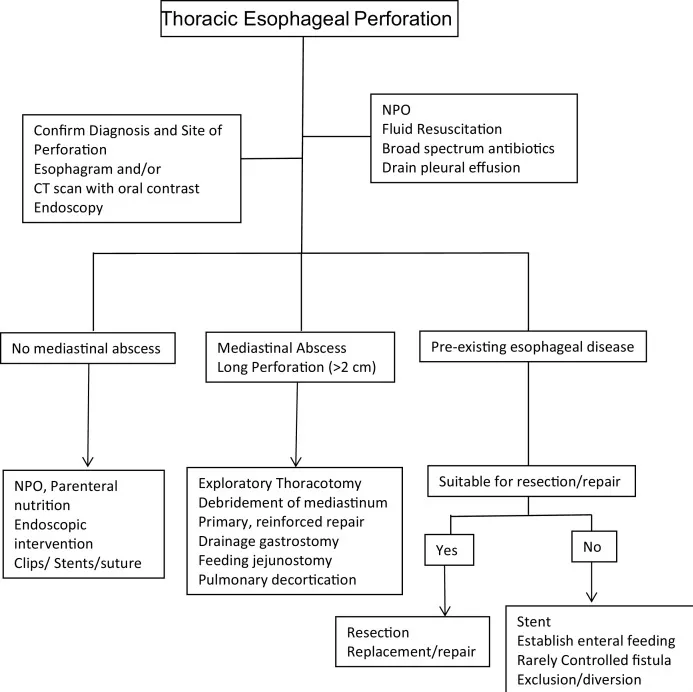 Thoracic Esophageal Perforation
NPO
Fluid Resuscitation
Broad spectrum antibiotics
Drain pleural effusion
Confirm Diagnosis and Site of
Perforation
Esophagram and/or
CT scan with oral contrast
Endoscopy
No mediastinal abscess
Mediastinal Abscess
Long Perforation (>2 cm)
Pre-existing esophageal disease
NPO, Parenteral
nutrition
Endoscopic
intervention
Clips/ Stents/suture
Exploratory Thoracotomy
Debridement of mediastinum
Primary, reinforced repair
Drainage gastrostomy
Feeding jejunostomy
Pulmonary decortication
Suitable for resection/repair
Yes
No
Resection
Replacement/repair
Stent
Establish enteral feeding
Rarely Controlled fistula
Exclusion/diversion